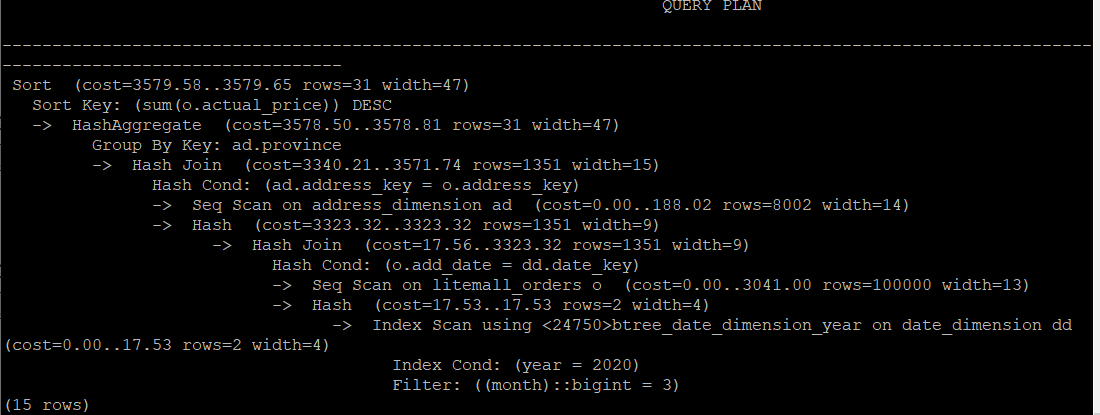 QUERY PLAN
-------------------------------------------------------------------------------------------------------------
----------------------------------
Sort  (cost=3579.58..3579.65 rows=31 width=47)
Sort Key: (sum(o.actual_price)) DESC
->  HashAggregate  (cost=3578.50..3578.81 rows=31 width=47)
Group By Key: ad.province
->  Hash Join  (cost=3340.21..3571.74 rows=1351 width=15)
Hash Cond: (ad.address_key = o.address_key)
->  Seq Scan on address_dimension ad  (cost=0.00..188.02 rows=8002 width=14)
->  Hash  (cost=3323.32..3323.32 rows=1351 width=9)
->  Hash Join  (cost=17.56..3323.32 rows=1351 width=9)
Hash Cond: (o.add_date = dd.date_key)
->  Seq Scan on litemall_orders o  (cost=0.00..3041.00 rows=100000 width=13)
->  Hash  (cost=17.53..17.53 rows=2 width=4)
->  Index Scan using <24750>btree_date_dimension_year on date_dimension dd
(cost=0.00..17.53 rows=2 width=4)
Index Cond: (year = 2020)
Filter: ((month)::bigint = 3)
(15 rows)